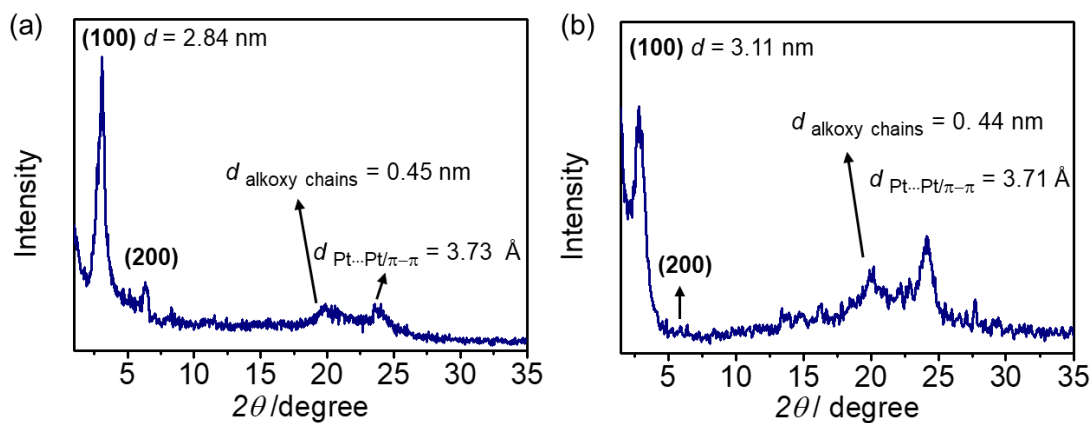 (a)
(100) d = 2.84 nm
d alkoxy chains = 0.45 nm
(200)
d Pt···Pt/π−π = 3.73 Å
Intensity
5 10 15 20 25 30 35
2θ /degree
(b)
(100) d = 3.11 nm
d alkoxy chains = 0. 44 nm
d Pt···Pt/π−π = 3.71 Å
(200)
Intensity
5 10 15 20 25 30 35
2θ / degree